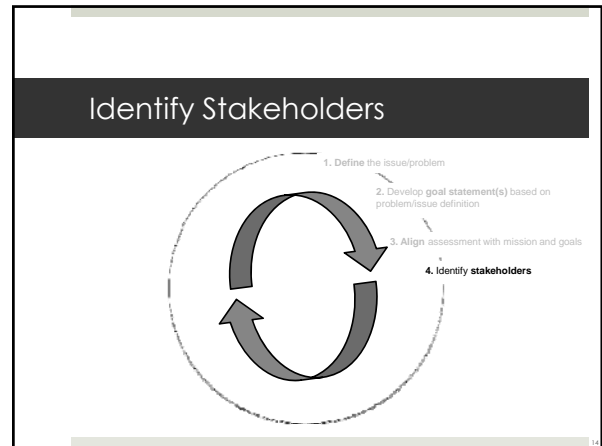 Identify Stakeholders
1. Define the issue/problem
2. Develop goal statement(s) based on
problem/issue definition
3. Align assessment with mission and goals
4. Identify stakeholders
14